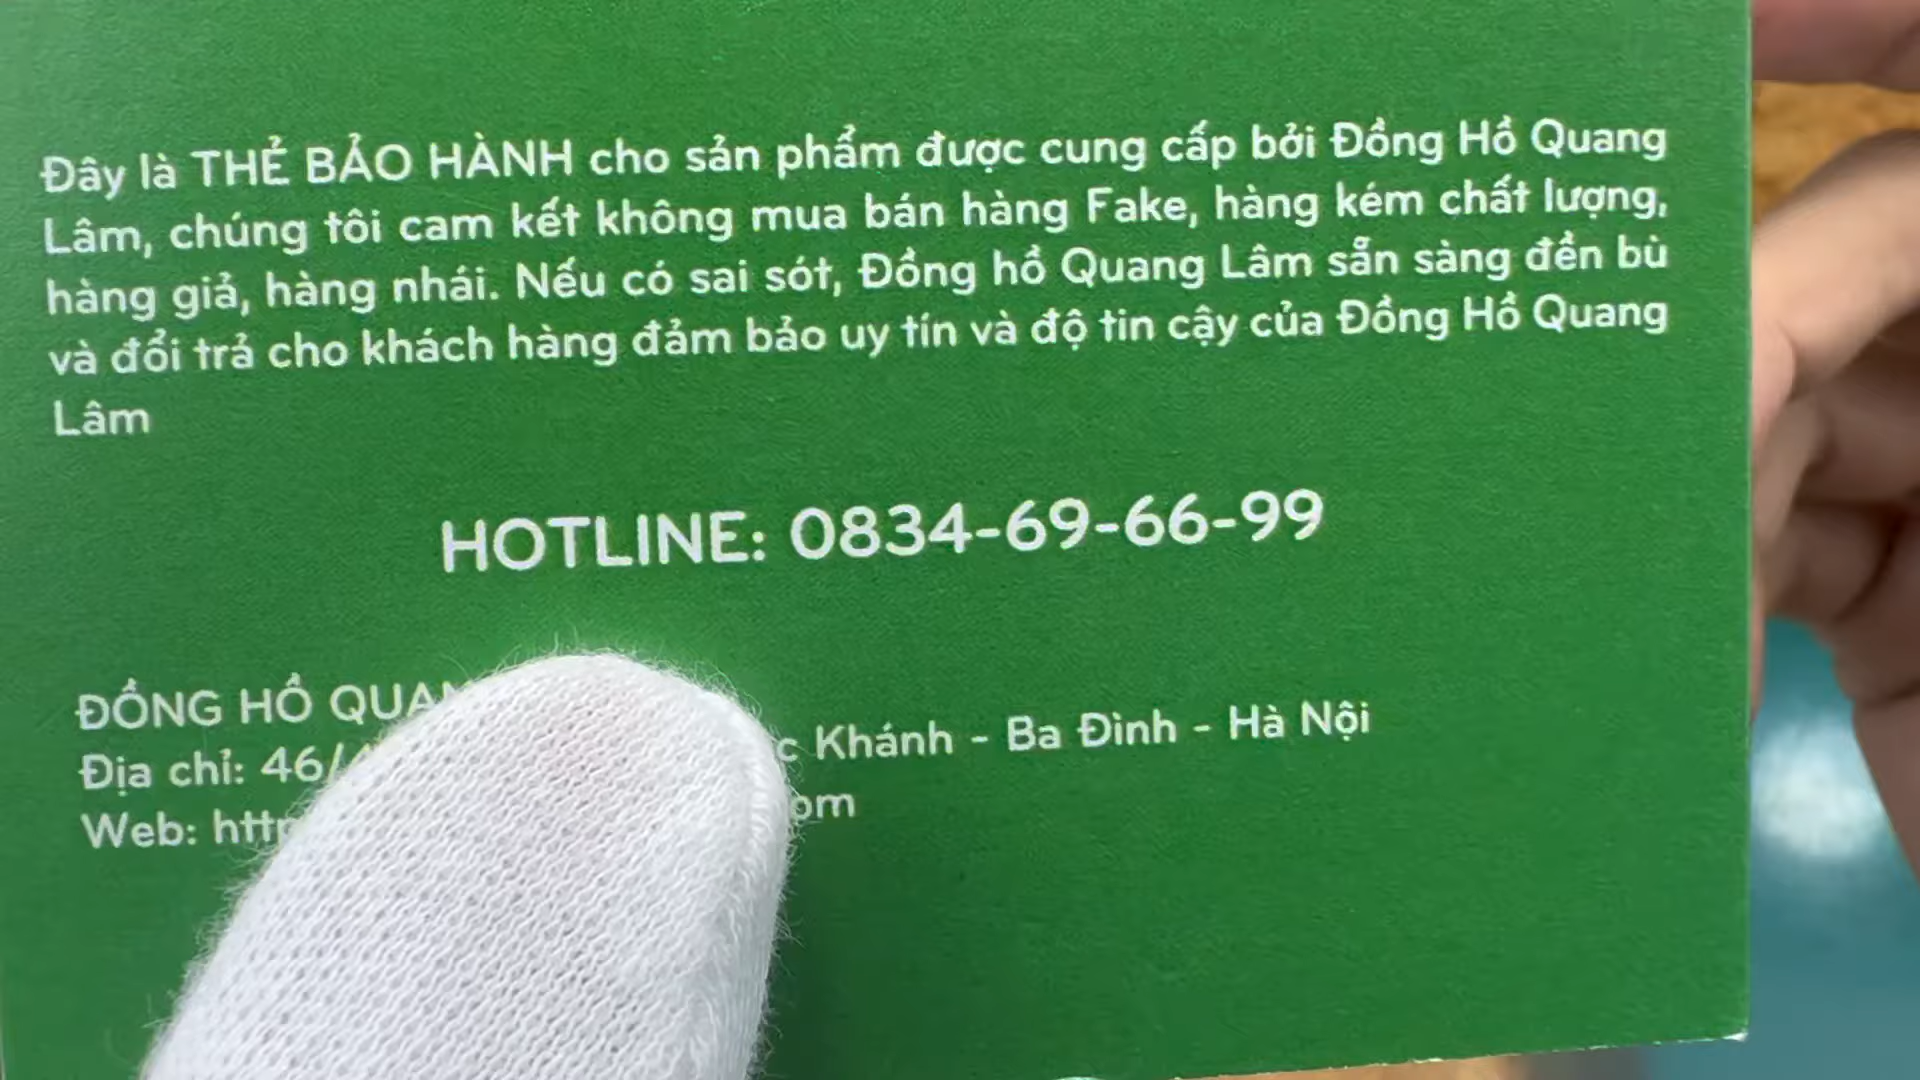 Đây là THẺ BẢO HÀNH cho sản phẩm được cung cấp bởi Đồng Hồ Quang
Lâm, chúng tôi cam kết không mua bán hàng Fake, hàng kém chất lượng,
hàng giả, hàng nhái. Nếu có sai sót, Đồng hồ Quang Lâm sẵn sàng đền bù
và đổi trả cho khách hàng đảm bảo uy tín và độ tin cậy của Đồng Hồ Quang
Lâm
HOTLINE: 0834-69-66-99
ĐỒNG HỒ
Địa chỉ: Khánh - Ba Đình - Hà Nội
Web: